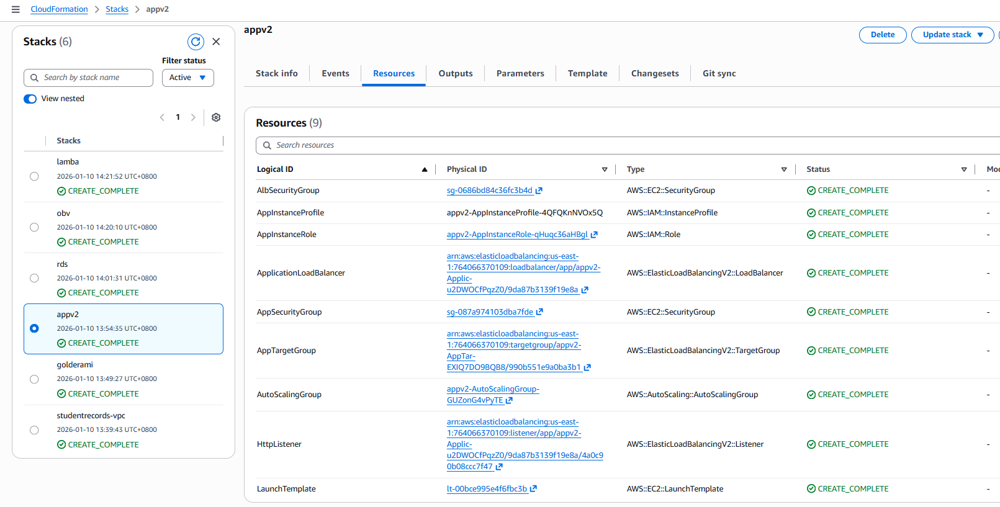 CloudFormation > Stacks > appv2
Stacks (6)
Filter status
Search by stack name
Active
View nested
1
Stacks
lamba
2026-01-10 14:21:52 UTC+0800
CREATE_COMPLETE
obv
2026-01-10 14:20:10 UTC+0800
CREATE_COMPLETE
rds
2026-01-10 14:01:31 UTC+0800
CREATE_COMPLETE
appv2
2026-01-10 13:54:35 UTC+0800
CREATE_COMPLETE
golderami
2026-01-10 13:49:27 UTC+0800
CREATE_COMPLETE
studentrecords-vpc
2026-01-10 13:39:43 UTC+0800
CREATE_COMPLETE
appv2
Delete
Update stack
Stack info Events Resources Outputs Parameters Template Changesets Git sync
Resources (9)
Search resources
Logical ID Physical ID Type Status Moc
AlbSecurityGroup sg-0686bd84c36fc3b4d AWS::EC2::SecurityGroup CREATE_COMPLETE -
AppInstanceProfile appv2-AppInstanceProfile-4QFQKnNVOx5Q AWS::IAM::InstanceProfile CREATE_COMPLETE -
AppInstanceRole appv2-AppInstanceRole-qHuqc36aHBgl AWS::IAM::Role CREATE_COMPLETE -
arn:aws:elasticloadbalancing:us-east-
1:764066370109:loadbalancer/app/appv2-
ApplicationLoadBalancer AWS::ElasticLoadBalancingV2::LoadBalancer CREATE_COMPLETE -
Applic-
u2DWOCfPqzZ0/9da87b3139f19e8a
AppSecurityGroup sg-087a974103dba7fde AWS::EC2::SecurityGroup CREATE_COMPLETE -
arn:aws:elasticloadbalancing:us-east-
1:764066370109:targetgroup/appv2-
AppTargetGroup AWS::ElasticLoadBalancingV2::TargetGroup CREATE_COMPLETE -
AppTar-
EXIQ7DO9BQB8/990b551e9a0ba3b1
appv2-AutoScalingGroup-
AutoScalingGroup AWS::AutoScaling::AutoScalingGroup CREATE_COMPLETE -
GUZonG4vPyTE
arn:aws:elasticloadbalancing:us-east-
1:764066370109:listener/app/appv2-
HttpListener Applic- AWS::ElasticLoadBalancingV2::Listener CREATE_COMPLETE -
u2DWOCfPqzZ0/9da87b3139f19e8a/4a0c9
0b08ccc7f47
LaunchTemplate lt-00bce995e4f6fbc3b AWS::EC2::LaunchTemplate CREATE_COMPLETE -